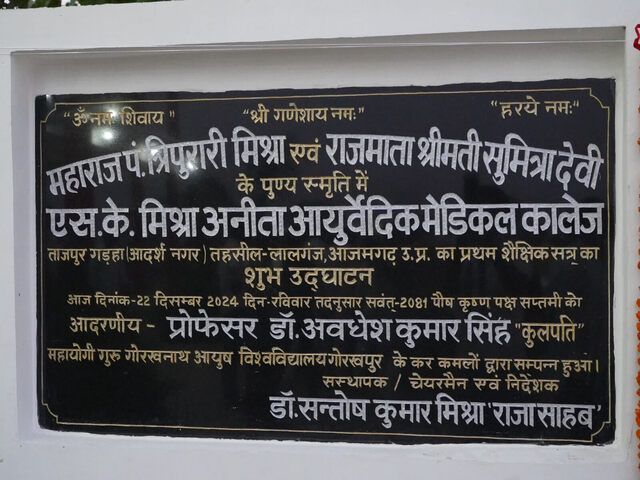 "ॐ नमः शिवाय" "श्री गणेशाय नमः" "हरये नमः"
महाराज पं. त्रिपुरारी मिश्रा एवं राजमाता श्रीमती सुमित्रा देवी
के पुण्य स्मृति में
एस.के. मिश्रा अनीता आयुर्वेदिक मेडिकल कालेज
ताजपुर गड़हा (आदर्श नगर) तहसील-लालगंज, आजमगढ़ उ.प्र. का प्रथम शैक्षिक सत्र का
शुभ उद्घाटन
आज दिनांक-22 दिसम्बर 2024 दिन-रविवार तदनुसार सवंत्-2081 पौष कृष्ण पक्ष सप्तमी को
आदरणीय - प्रोफेसर डॉ. अवधेश कुमार सिंह "कुलपति"
महायोगी गुरु गोरखनाथ आयुष विश्वविद्यालय गोरखपुर के कर कमलों द्वारा सम्पन्न हुआ।
संस्थापक / चेयरमैन एवं निर्देशक
डॉ. सन्तोष कुमार मिश्रा 'राजा साहब'